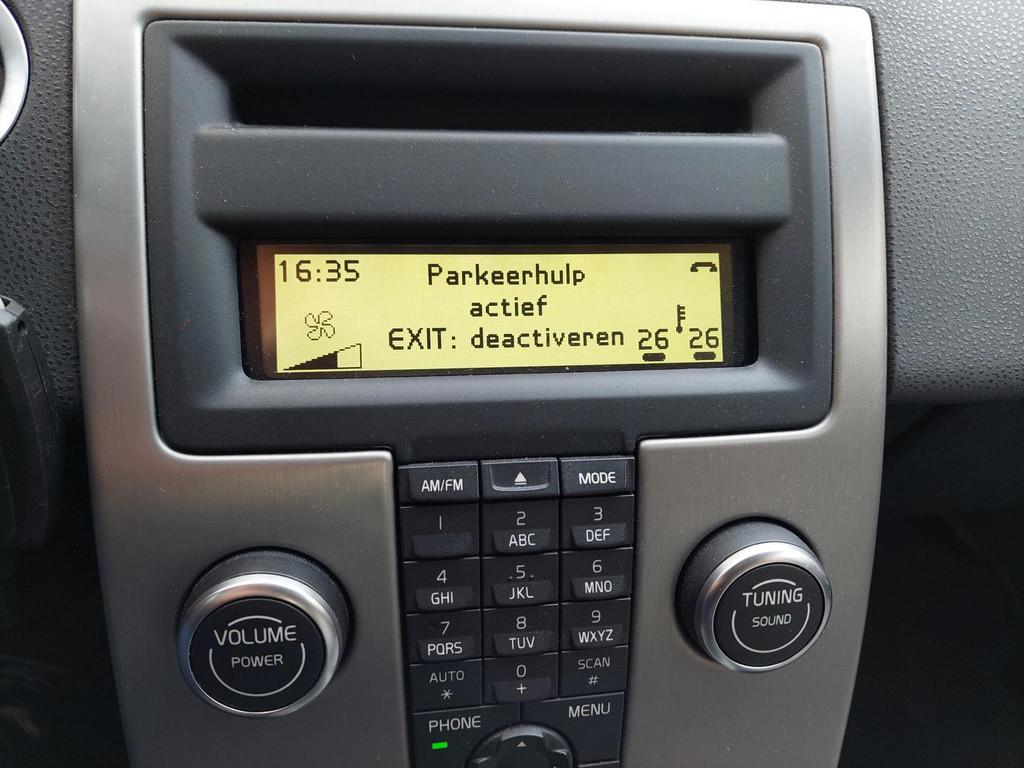 16:35
Parkeerhulp
actief
EXIT: deactiveren
26 26
AM/FM
MODE
1
2
ABC
3
DEF
4
GHI
5
JKL
6
MNO
7
PQRS
8
TUV
9
WXYZ
AUTO
*
0
+
SCAN
#
PHONE
MENU
VOLUME
POWER
TUNING
SOUND